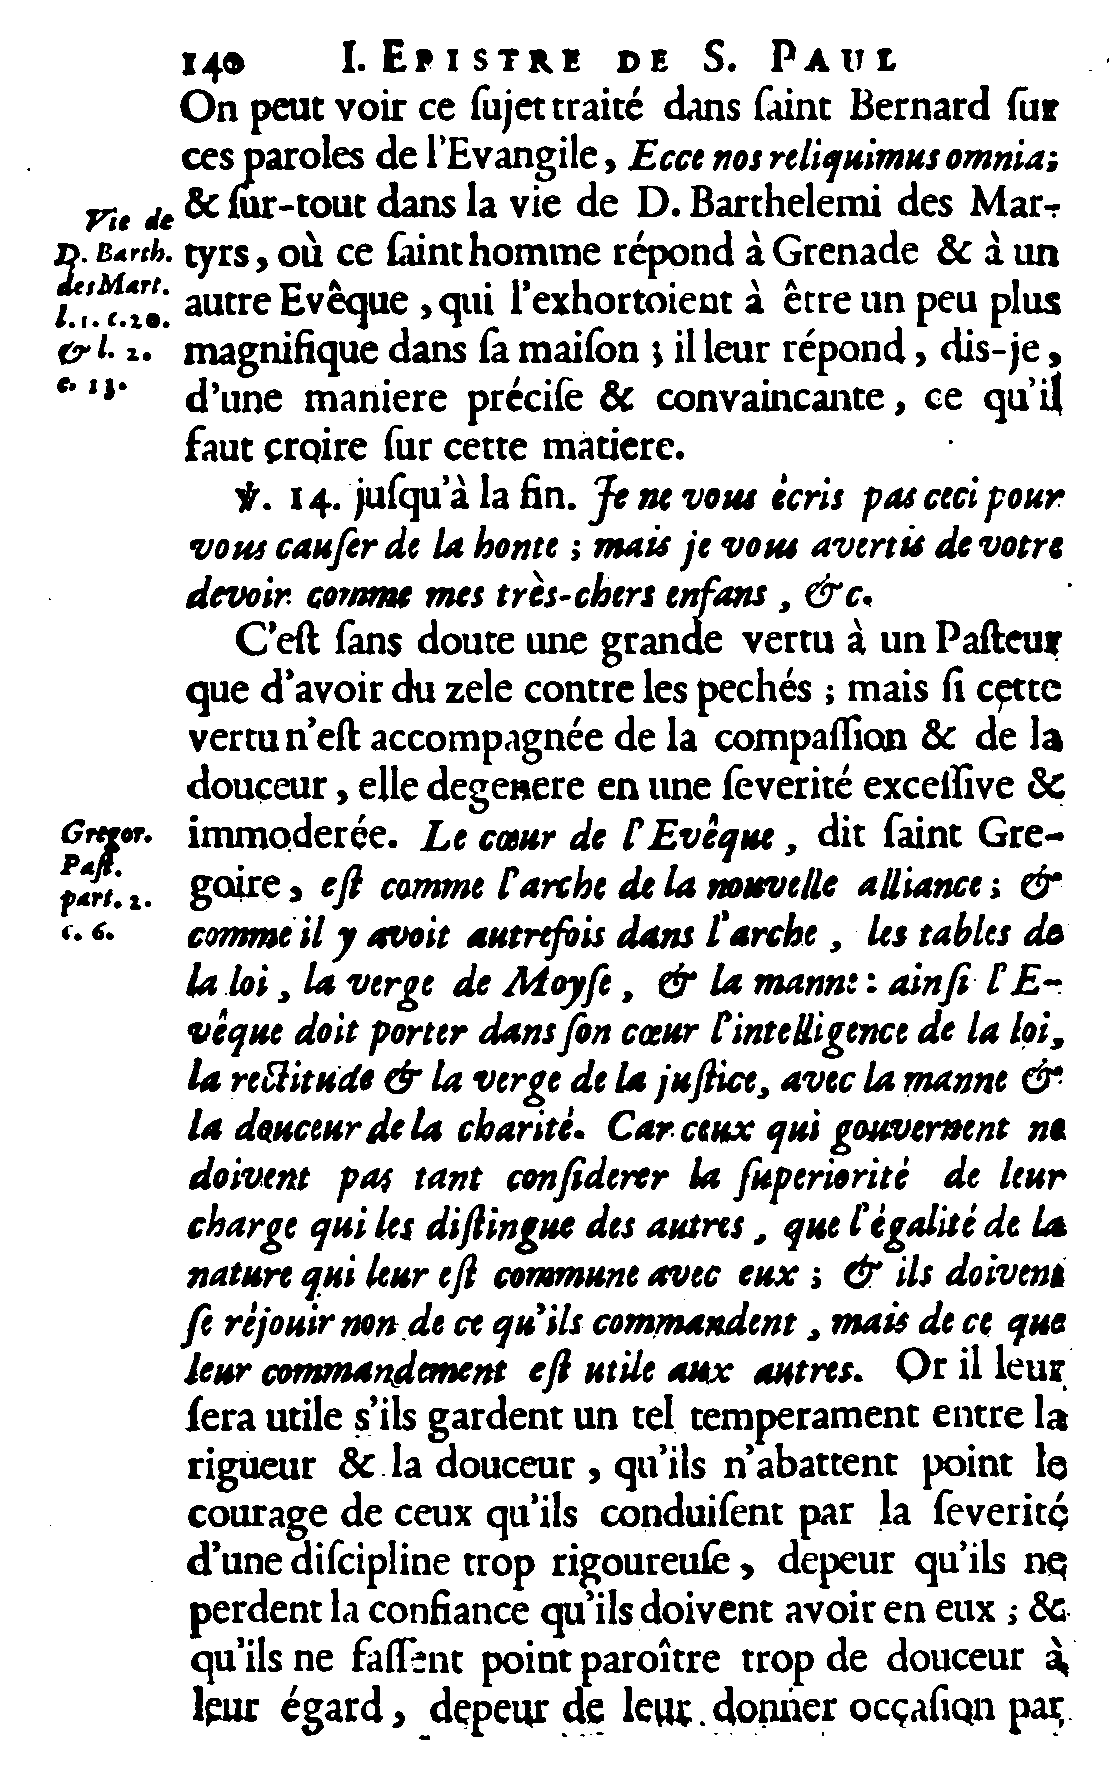 140 I. EPISTRE DE S. PAUL
On peut voir ce ſujet traité dans ſaint Bernard ſur
ces paroles de l'Evangile, Ecce nos reliquimus omnia;
& ſur-tout dans la vie de D. Barthelemi des Mar-
Vie de
D. Barth.
des Mart.
l. 1. c. 20.
& l. 2.
c. 13.
tyrs, où ce ſaint homme répond à Grenade & à un
autre Evêque, qui l'exhortoient à être un peu plus
magnifique dans ſa maiſon; il leur répond, dis-je,
d'une maniere préciſe & convaincante, ce qu'il
faut croire ſur cette matiere.
℣. 14. juſqu'à la fin. Je ne vous écris pas ceci pour
vous cauſer de la honte; mais je vous avertis de votre
devoir comme mes très-chers enfans, &c.
C'eſt ſans doute une grande vertu à un Paſteur
que d'avoir du zele contre les pechés; mais ſi cette
vertu n'eſt accompagnée de la compaſſion & de la
douceur, elle degenere en une ſeverité exceſſive &
immoderée. Le cœur de l'Evêque, dit ſaint Gre-
Gregor.
Paſt.
part. 2.
c. 6.
goire, eſt comme l'arche de la nouvelle alliance; &
comme il y avoit autrefois dans l'arche, les tables de
la loi, la verge de Moyſe, & la manne: ainſi l'E-
vêque doit porter dans ſon cœur l'intelligence de la loi,
la rectitude & la verge de la juſtice, avec la manne &
la douceur de la charité. Car ceux qui gouvernent ne
doivent pas tant conſiderer la ſuperiorité de leur
charge qui les diſtingue des autres, que l'égalité de la
nature qui leur eſt commune avec eux; & ils doivent
ſe réjouir non de ce qu'ils commandent, mais de ce que
leur commandement eſt utile aux autres. Or il leur
ſera utile s'ils gardent un tel temperament entre la
rigueur & la douceur, qu'ils n'abattent point le
courage de ceux qu'ils conduiſent par la ſeverité
d'une diſcipline trop rigoureuſe, depeur qu'ils ne
perdent la confiance qu'ils doivent avoir en eux; &
qu'ils ne faſſent point paroître trop de douceur à
leur égard, depeur de leur donner occaſion par